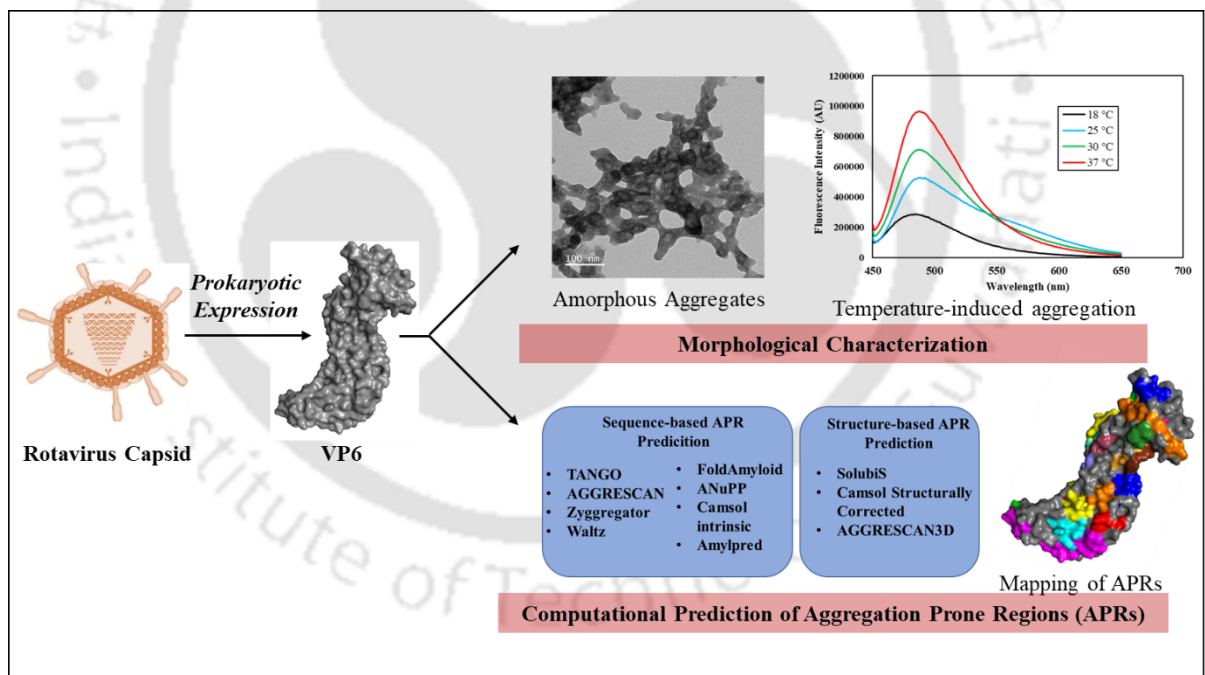 Prokaryotic
Expression
Rotavirus Capsid
VP6
100 nm
Amorphous Aggregates
1200000
1000000
800000
600000
400000
200000
0
Fluorescence Intensity (AU)
18 °C
25 °C
30 °C
37 °C
450 500 550 600 650 700
Wavelength (nm)
Temperature-induced aggregation
Morphological Characterization
Sequence-based APR
Predicition
• TANGO
• AGGRESCAN
• Zyggregator
• Waltz
• FoldAmyloid
• ANuPP
• Camsol
intrinsic
• Amylpred
Structure-based APR
Prediction
• SolubiS
• Camsol Structurally
Corrected
• AGGRESCAN3D
Mapping of APRs
Computational Prediction of Aggregation Prone Regions (APRs)